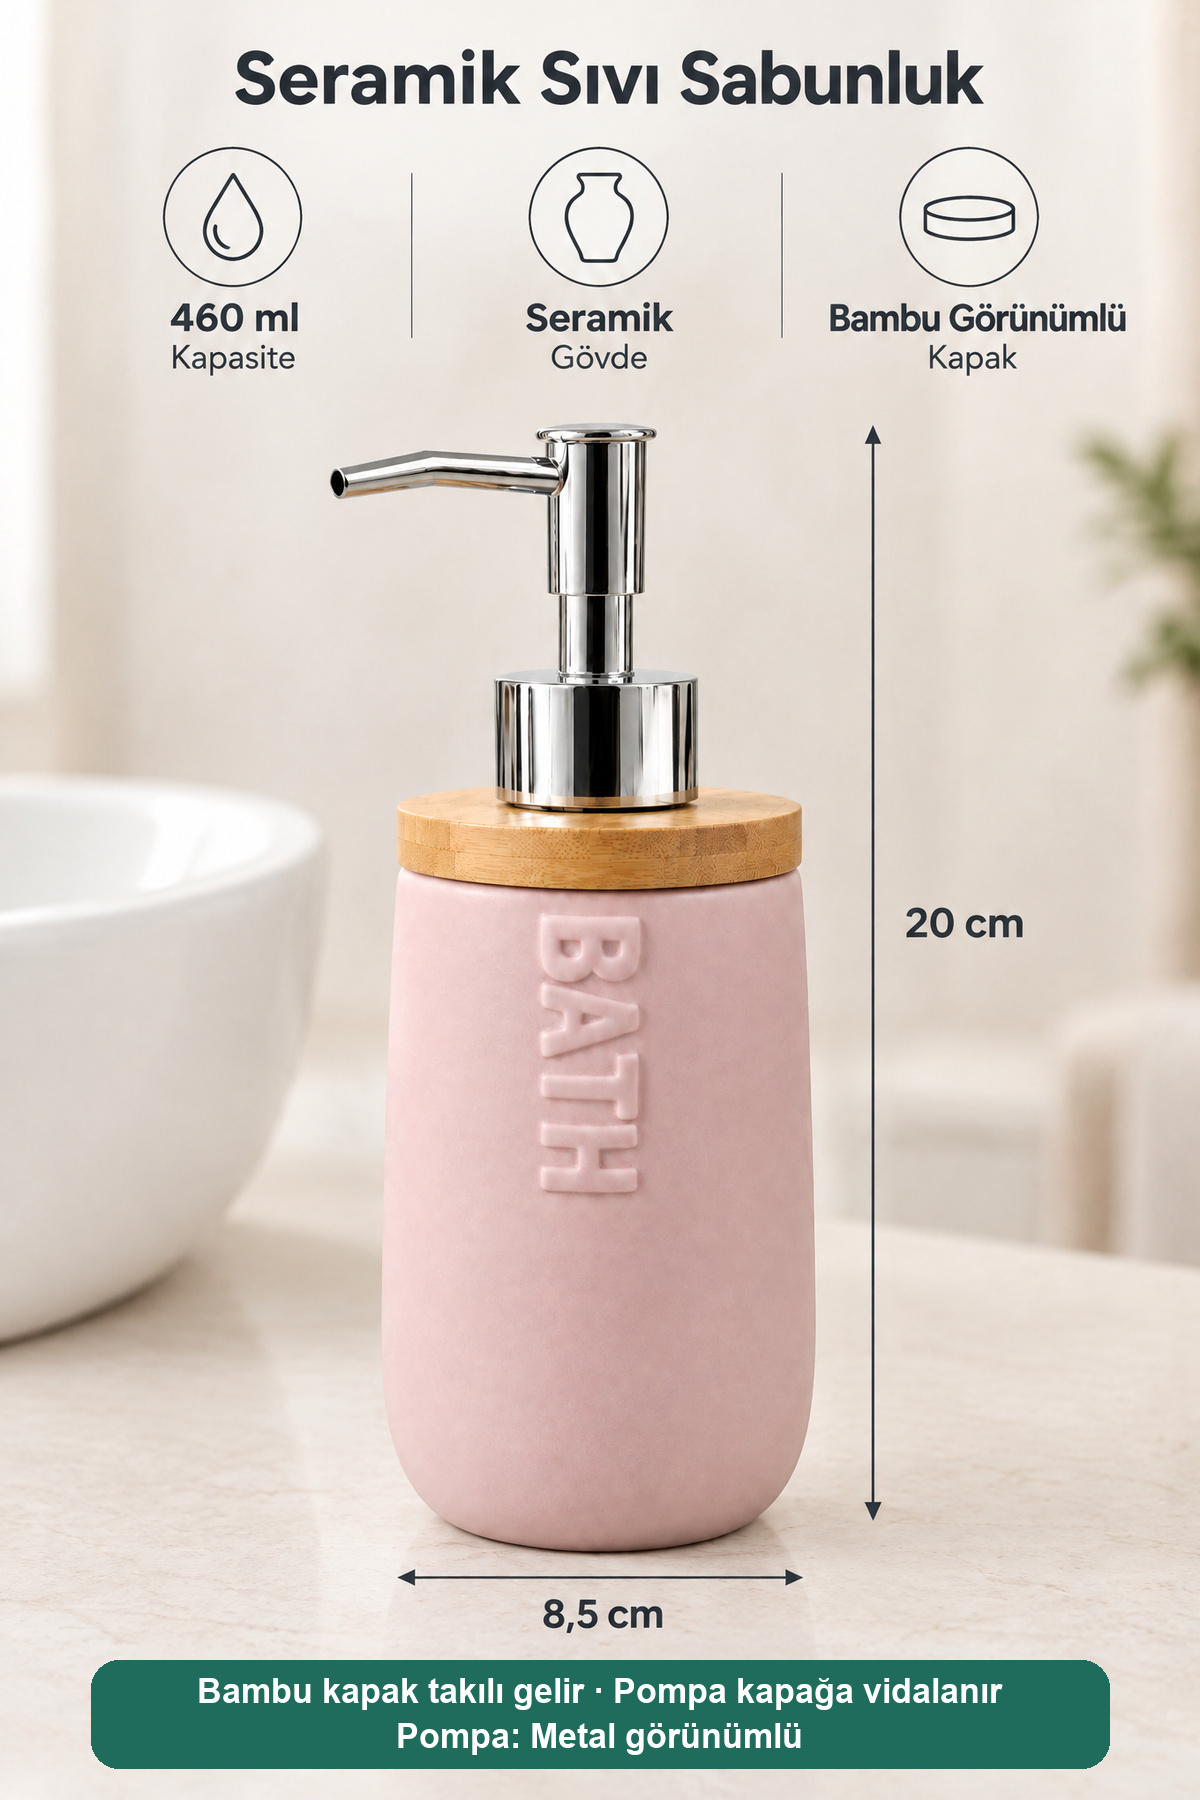 Seramik Sıvı Sabunluk
460 ml
Kapasite
Seramik
Gövde
Bambu Görünümlü
Kapak
BATH
20 cm
8,5 cm
Bambu kapak takılı gelir · Pompa kapağa vidalanır
Pompa: Metal görünümlü